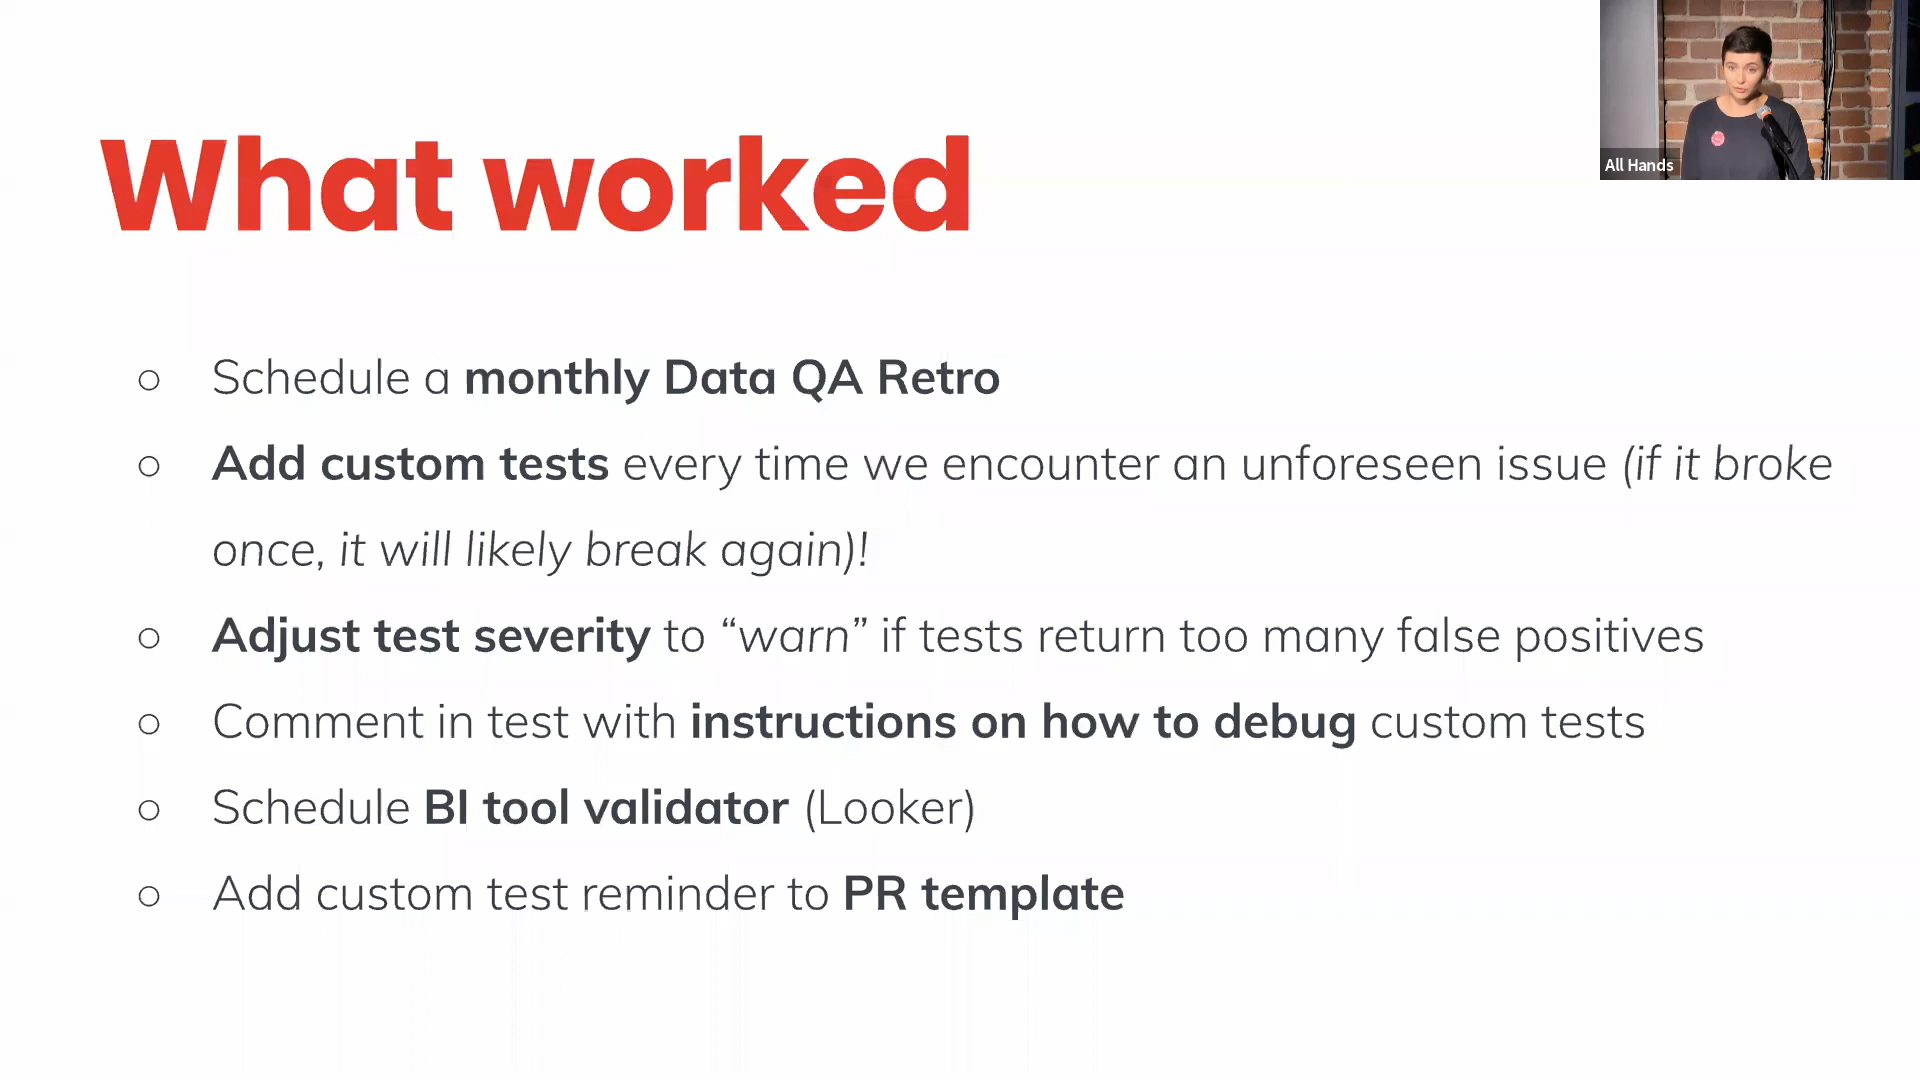 What worked
All Hands
○ Schedule a monthly Data QA Retro
○ Add custom tests every time we encounter an unforeseen issue (if it broke
once, it will likely break again)!
○ Adjust test severity to “warn” if tests return too many false positives
○ Comment in test with instructions on how to debug custom tests
○ Schedule BI tool validator (Looker)
○ Add custom test reminder to PR template